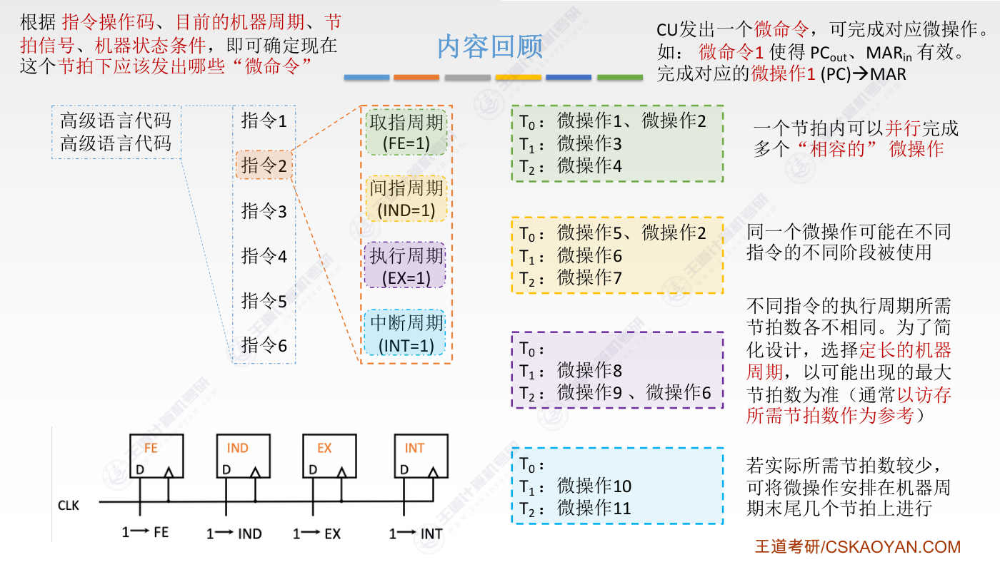 根据 指令操作码、目前的机器周期、节
拍信号、机器状态条件，即可确定现在
这个节拍下应该发出哪些“微命令”
内容回顾
CU发出一个微命令，可完成对应微操作。
如： 微命令1 使得 PCout、MARin 有效。
完成对应的微操作1 (PC)→MAR
高级语言代码
高级语言代码
指令1
指令2
指令3
指令4
指令5
指令6
取指周期
(FE=1)
间指周期
(IND=1)
执行周期
(EX=1)
中断周期
(INT=1)
T0：微操作1、微操作2
T1：微操作3
T2：微操作4
一个节拍内可以并行完成
多个“相容的” 微操作
T0：微操作5、微操作2
T1：微操作6
T2：微操作7
同一个微操作可能在不同
指令的不同阶段被使用
T0：
T1：微操作8
T2：微操作9 、微操作6
不同指令的执行周期所需
节拍数各不相同。为了简
化设计，选择定长的机器
周期，以可能出现的最大
节拍数为准（通常以访存
所需节拍数作为参考）
T0：
T1：微操作10
T2：微操作11
若实际所需节拍数较少，
可将微操作安排在机器周
期末尾几个节拍上进行
FE
D
IND
D
EX
D
INT
D
CLK
1→ FE
1→ IND
1→ EX
1→ INT
王道考研/CSKAOYAN.COM